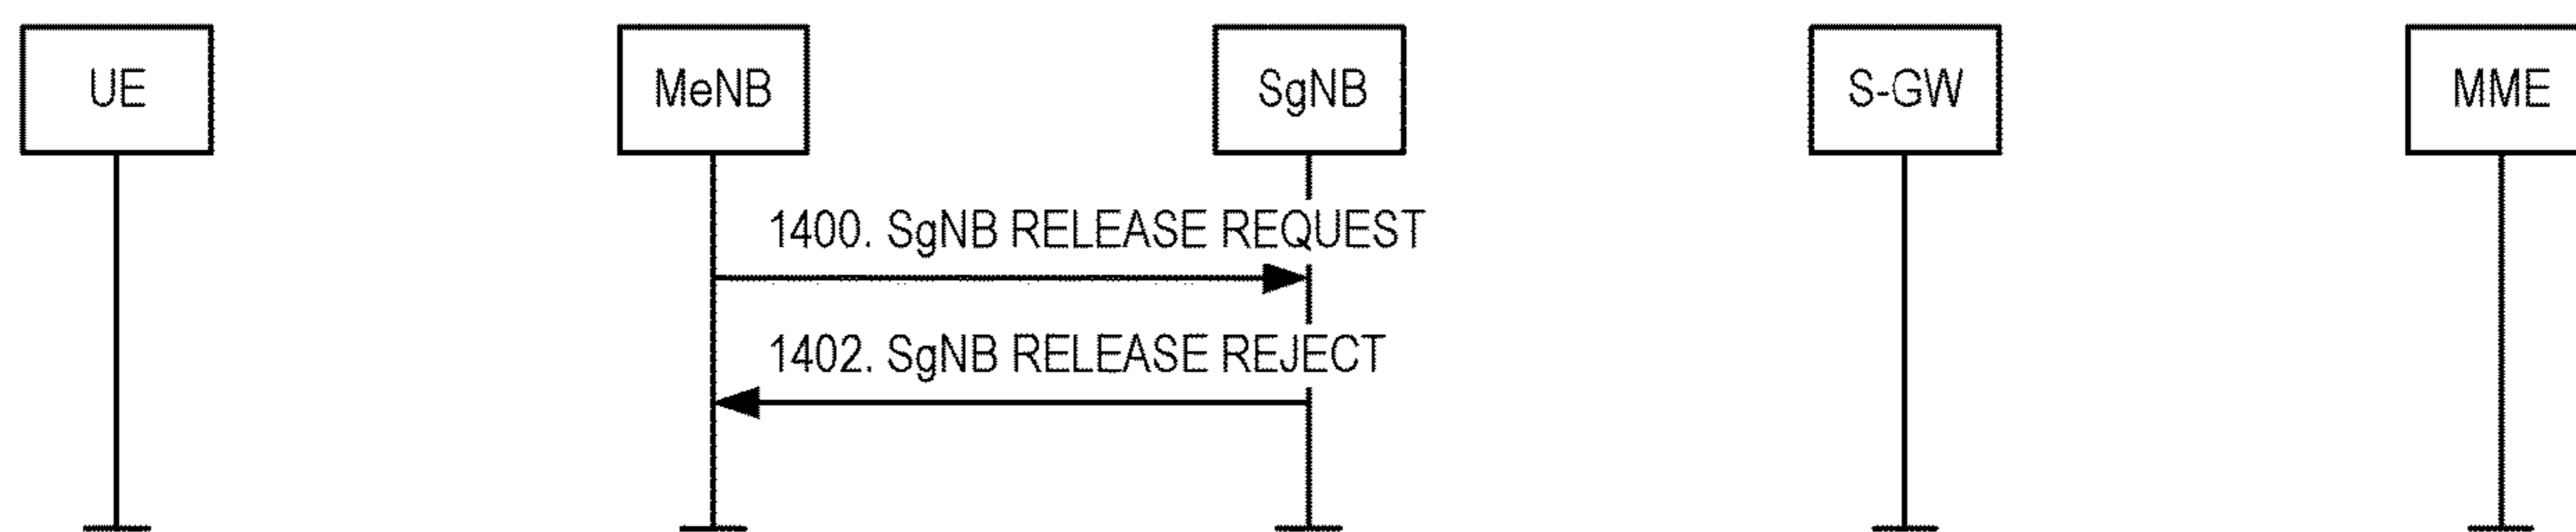 UE
MeNB
SgNB
S-GW
MME
1400. SgNB RELEASE REQUEST
1402. SgNB RELEASE REJECT